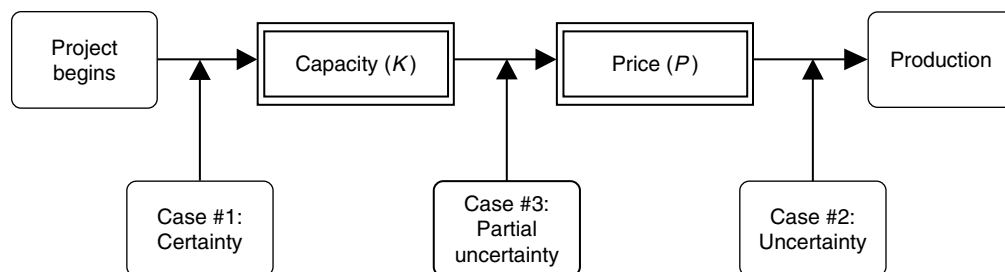 Project
begins
Capacity (K)
Price (P)
Production
Case #1:
Certainty
Case #3:
Partial
uncertainty
Case #2:
Uncertainty